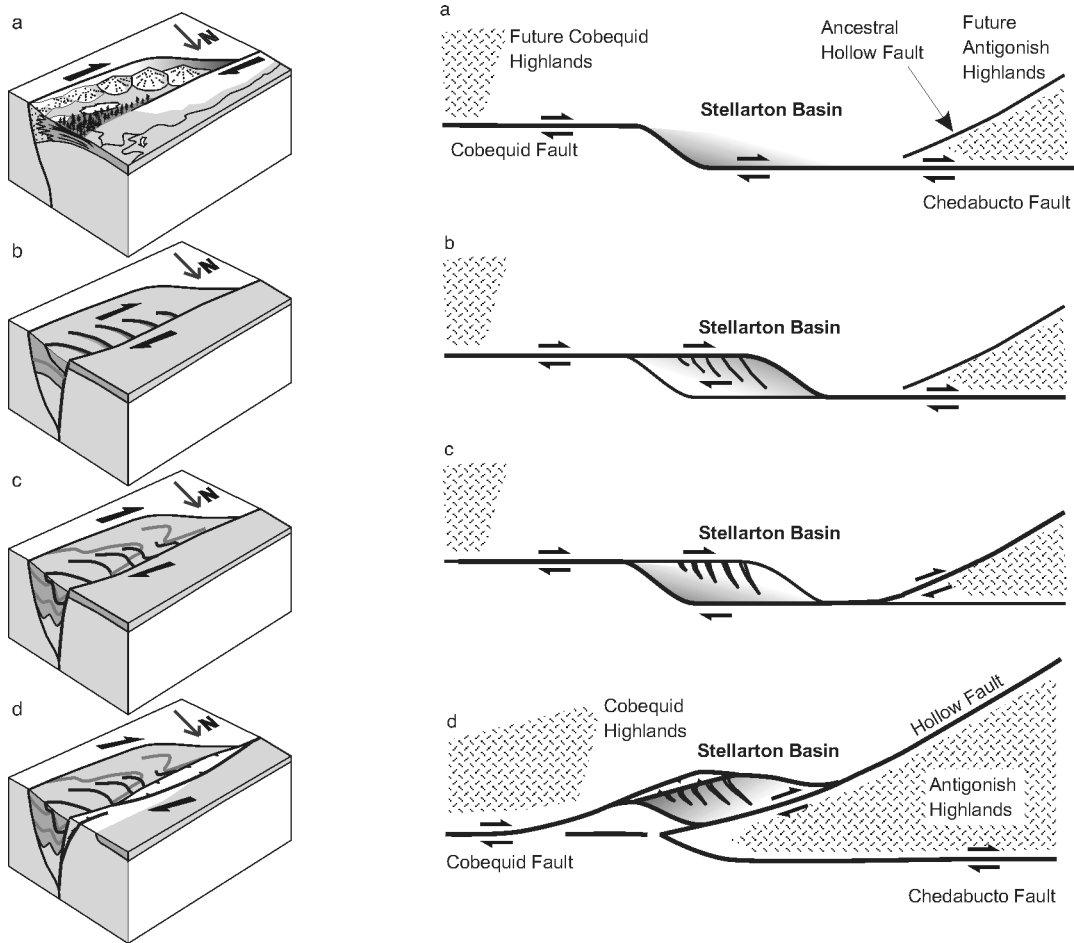 a
N
b
N
c
N
d
N
a
Future Cobequid
Highlands
Ancestral
Hollow Fault
Future
Antigonish
Highlands
Stellarton Basin
Cobequid Fault
Chedabucto Fault
b
Stellarton Basin
c
Stellarton Basin
d
Cobequid
Highlands
Stellarton Basin
Hollow Fault
Antigonish
Highlands
Cobequid Fault
Chedabucto Fault